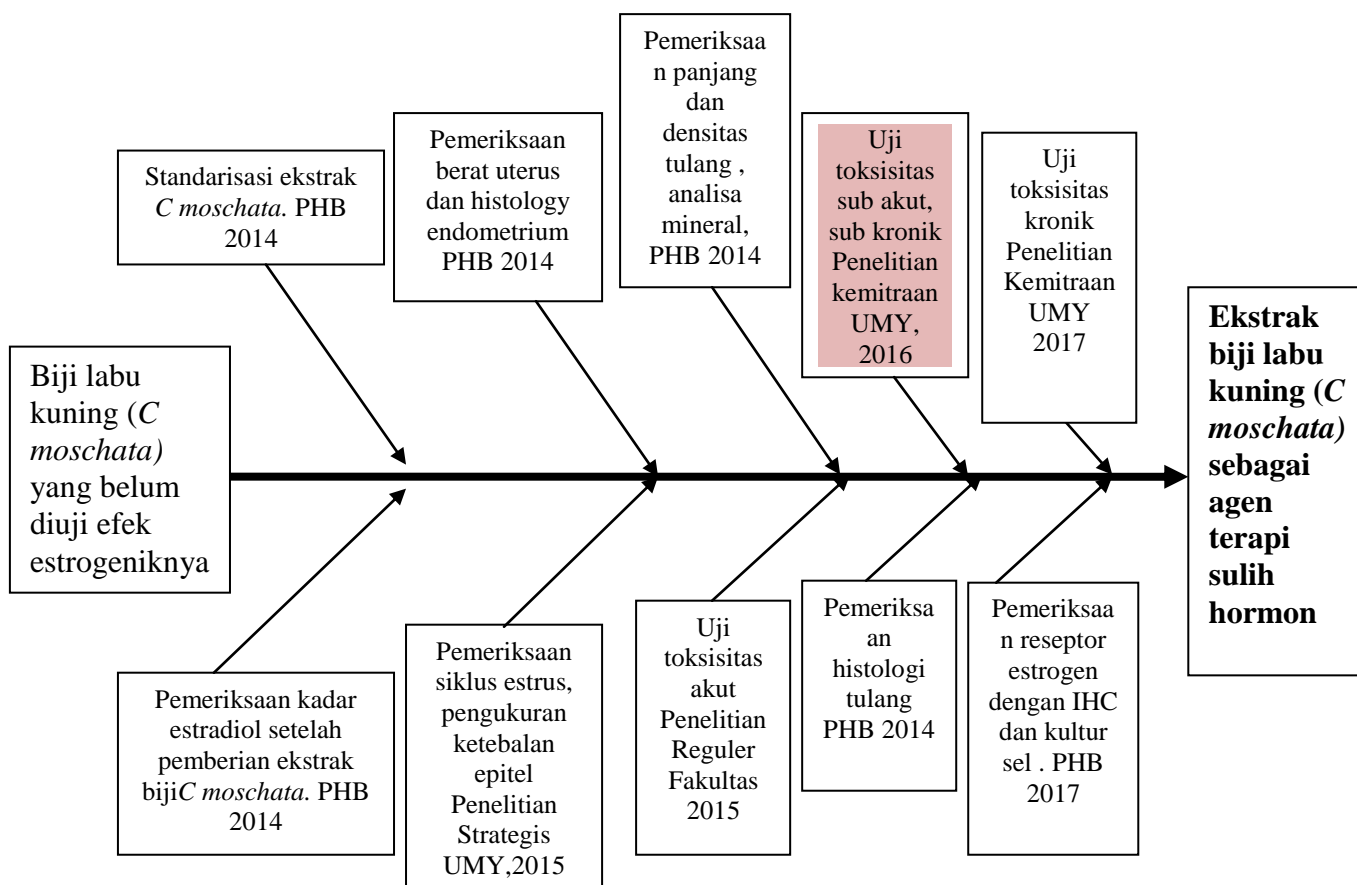 Standarisasi ekstrak
C moschata. PHB
2014
Pemeriksaan
berat uterus
dan histology
endometrium
PHB 2014
Pemeriksaa
n panjang
dan
densitas
tulang ,
analisa
mineral,
PHB 2014
Uji
toksisitas
sub akut,
sub kronik
Penelitian
kemitraan
UMY,
2016
Uji
toksisitas
kronik
Penelitian
Kemitraan
UMY
2017
Biji labu
kuning (C
moschata)
yang belum
diuji efek
estrogeniknya
Ekstrak
biji labu
kuning (C
moschata)
sebagai
agen
terapi
sulih
hormon
Pemeriksaan kadar
estradiol setelah
pemberian ekstrak
bijiC moschata. PHB
2014
Pemeriksaan
siklus estrus,
pengukuran
ketebalan
epitel
Penelitian
Strategis
UMY,2015
Uji
toksisitas
akut
Penelitian
Reguler
Fakultas
2015
Pemeriksa
an
histologi
tulang
PHB 2014
Pemeriksaa
n reseptor
estrogen
dengan IHC
dan kultur
sel . PHB
2017